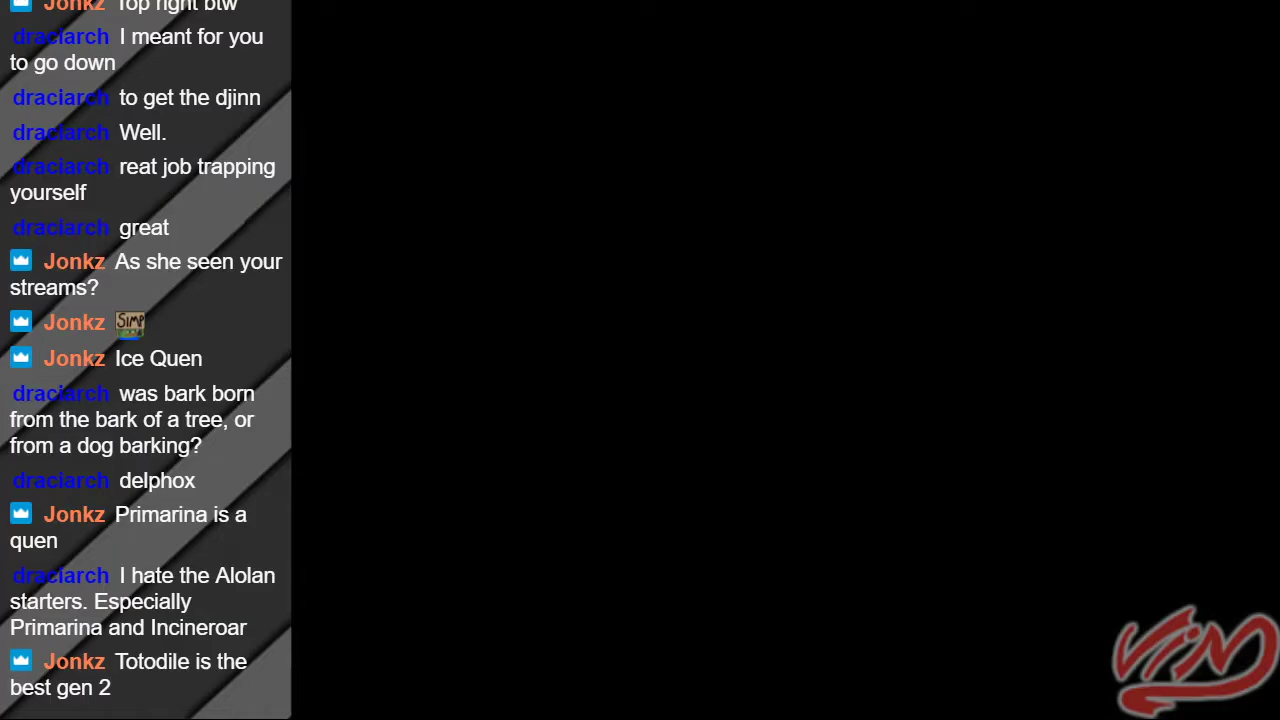 Jonkz Top right btw
draciarch I meant for you
to go down
draciarch to get the djinn
draciarch Well.
draciarch reat job trapping
yourself
draciarch great
Jonkz As she seen your
streams?
Jonkz SIMP
Jonkz Ice Quen
draciarch was bark born
from the bark of a tree, or
from a dog barking?
draciarch delphox
Jonkz Primarina is a
quen
draciarch I hate the Alolan
starters. Especially
Primarina and Incineroar
Jonkz Totodile is the
best gen 2